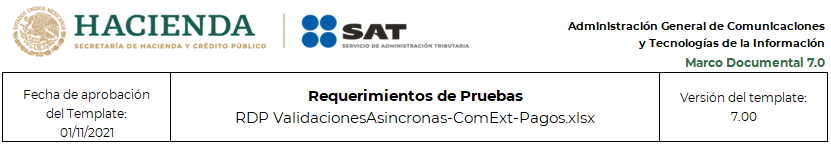 HACIENDA
SECRETARÍA DE HACIENDA Y CRÉDITO PÚBLICO
SAT
SERVICIO DE ADMINISTRACIÓN TRIBUTARIA
Administración General de Comunicaciones
y Tecnologías de la Información
Marco Documental 7.0
Fecha de aprobación
del Template:
01/11/2021
Requerimientos de Pruebas
RDP ValidacionesAsincronas-ComExt-Pagos.xlsx
Versión del template:
7.00